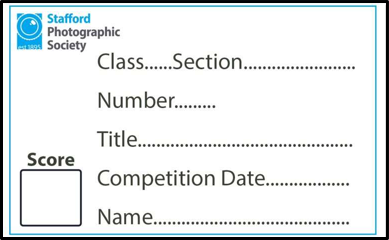 Stafford
Photographic
Society
est 1895
Class......Section........................
Number.........
Title..............................................
Score
Competition Date..................
Name..........................................